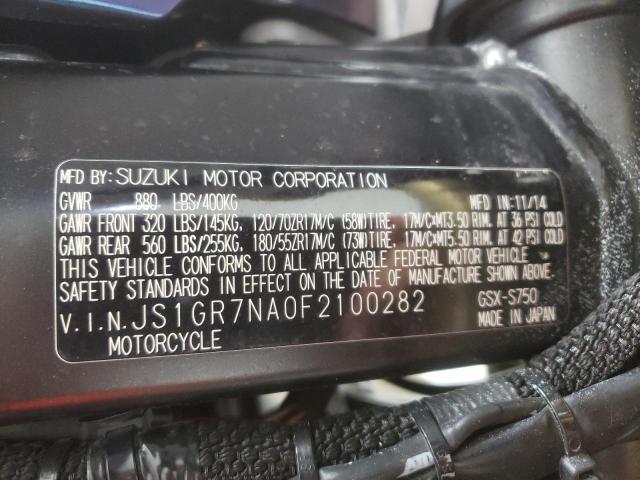 MFD BY: SUZUKI MOTOR CORPORATION
GVWR 880 LBS/400KG MFD IN: 11/14
GAWR FRONT 320 LBS/145KG, 120/70ZR17M/C (58W)TIRE, 17M/C×MT3.50 RIM. AT 36 PSI COLD
GAWR REAR 560 LBS/255KG, 180/55ZR17M/C (73W)TIRE, 17M/C×MT5.50 RIM. AT 42 PSI COLD
THIS VEHICLE CONFORMS TO ALL APPLICABLE FEDERAL MOTOR VEHICLE
SAFETY STANDARDS IN EFFECT ON THE DATE OF MANUFACTURE SHOWN ABOVE.
V.I.N. JS1GR7NA0F2100282 GSX-S750
MOTORCYCLE MADE IN JAPAN